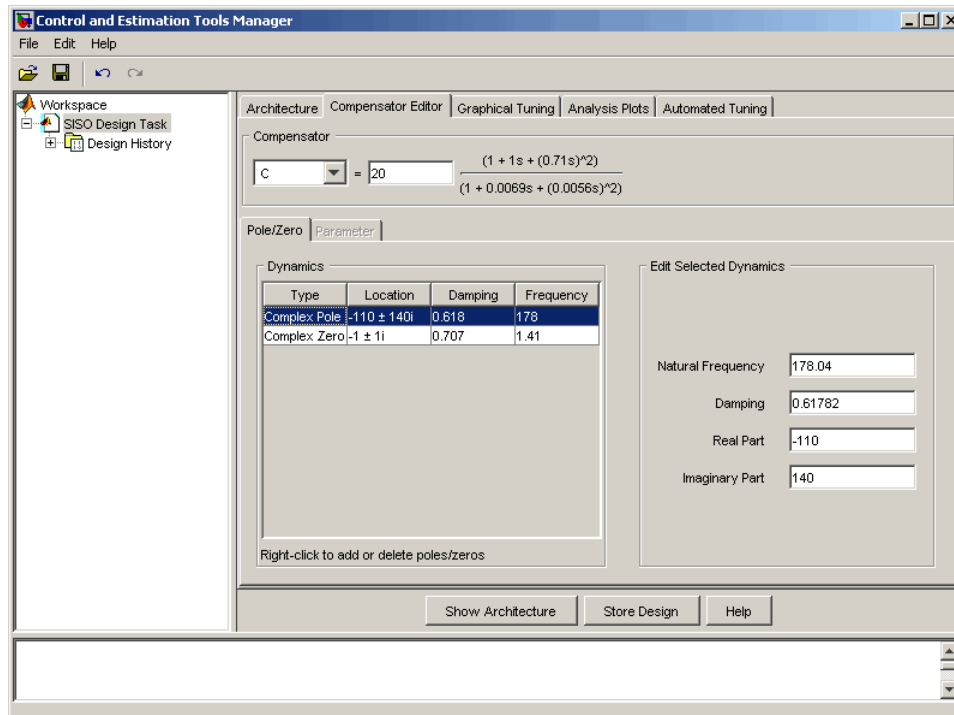 Control and Estimation Tools Manager
File Edit Help
Workspace
SISO Design Task
Design History
Architecture Compensator Editor Graphical Tuning Analysis Plots Automated Tuning
Compensator
C = 20
(1 + 1s + (0.71s)^2)
(1 + 0.0069s + (0.0056s)^2)
Pole/Zero Parameter
Dynamics
Type Location Damping Frequency
Complex Pole -110 ± 140i 0.618 178
Complex Zero -1 ± 1i 0.707 1.41
Right-click to add or delete poles/zeros
Edit Selected Dynamics
Natural Frequency 178.04
Damping 0.61782
Real Part -110
Imaginary Part 140
Show Architecture Store Design Help